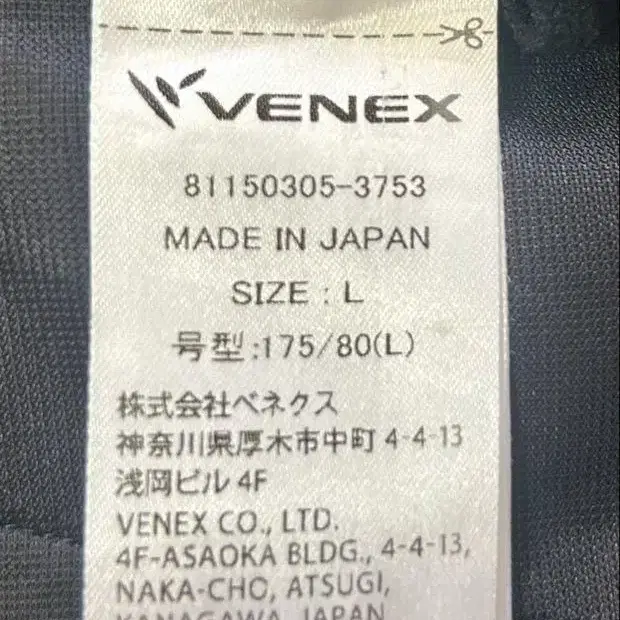 VENEX
81150305-3753
MADE IN JAPAN
SIZE : L
号型:175/80(L)
株式会社ベネクス
神奈川県厚木市中町 4-4-13
浅岡ビル 4F
VENEX CO., LTD.
4F-ASAOKA BLDG., 4-4-13,
NAKA-CHO, ATSUGI,
KANAGAWA, JAPAN